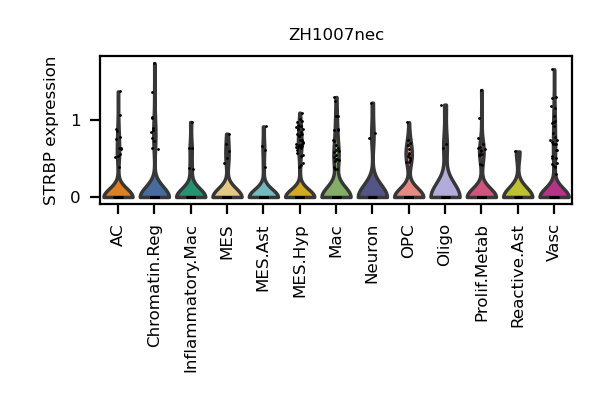 ZH1007nec
STRBP expression
1
0
AC
Chromatin.Reg
Inflammatory.Mac
MES
MES.Ast
MES.Hyp
Mac
Neuron
OPC
Oligo
Prolif.Metab
Reactive.Ast
Vasc